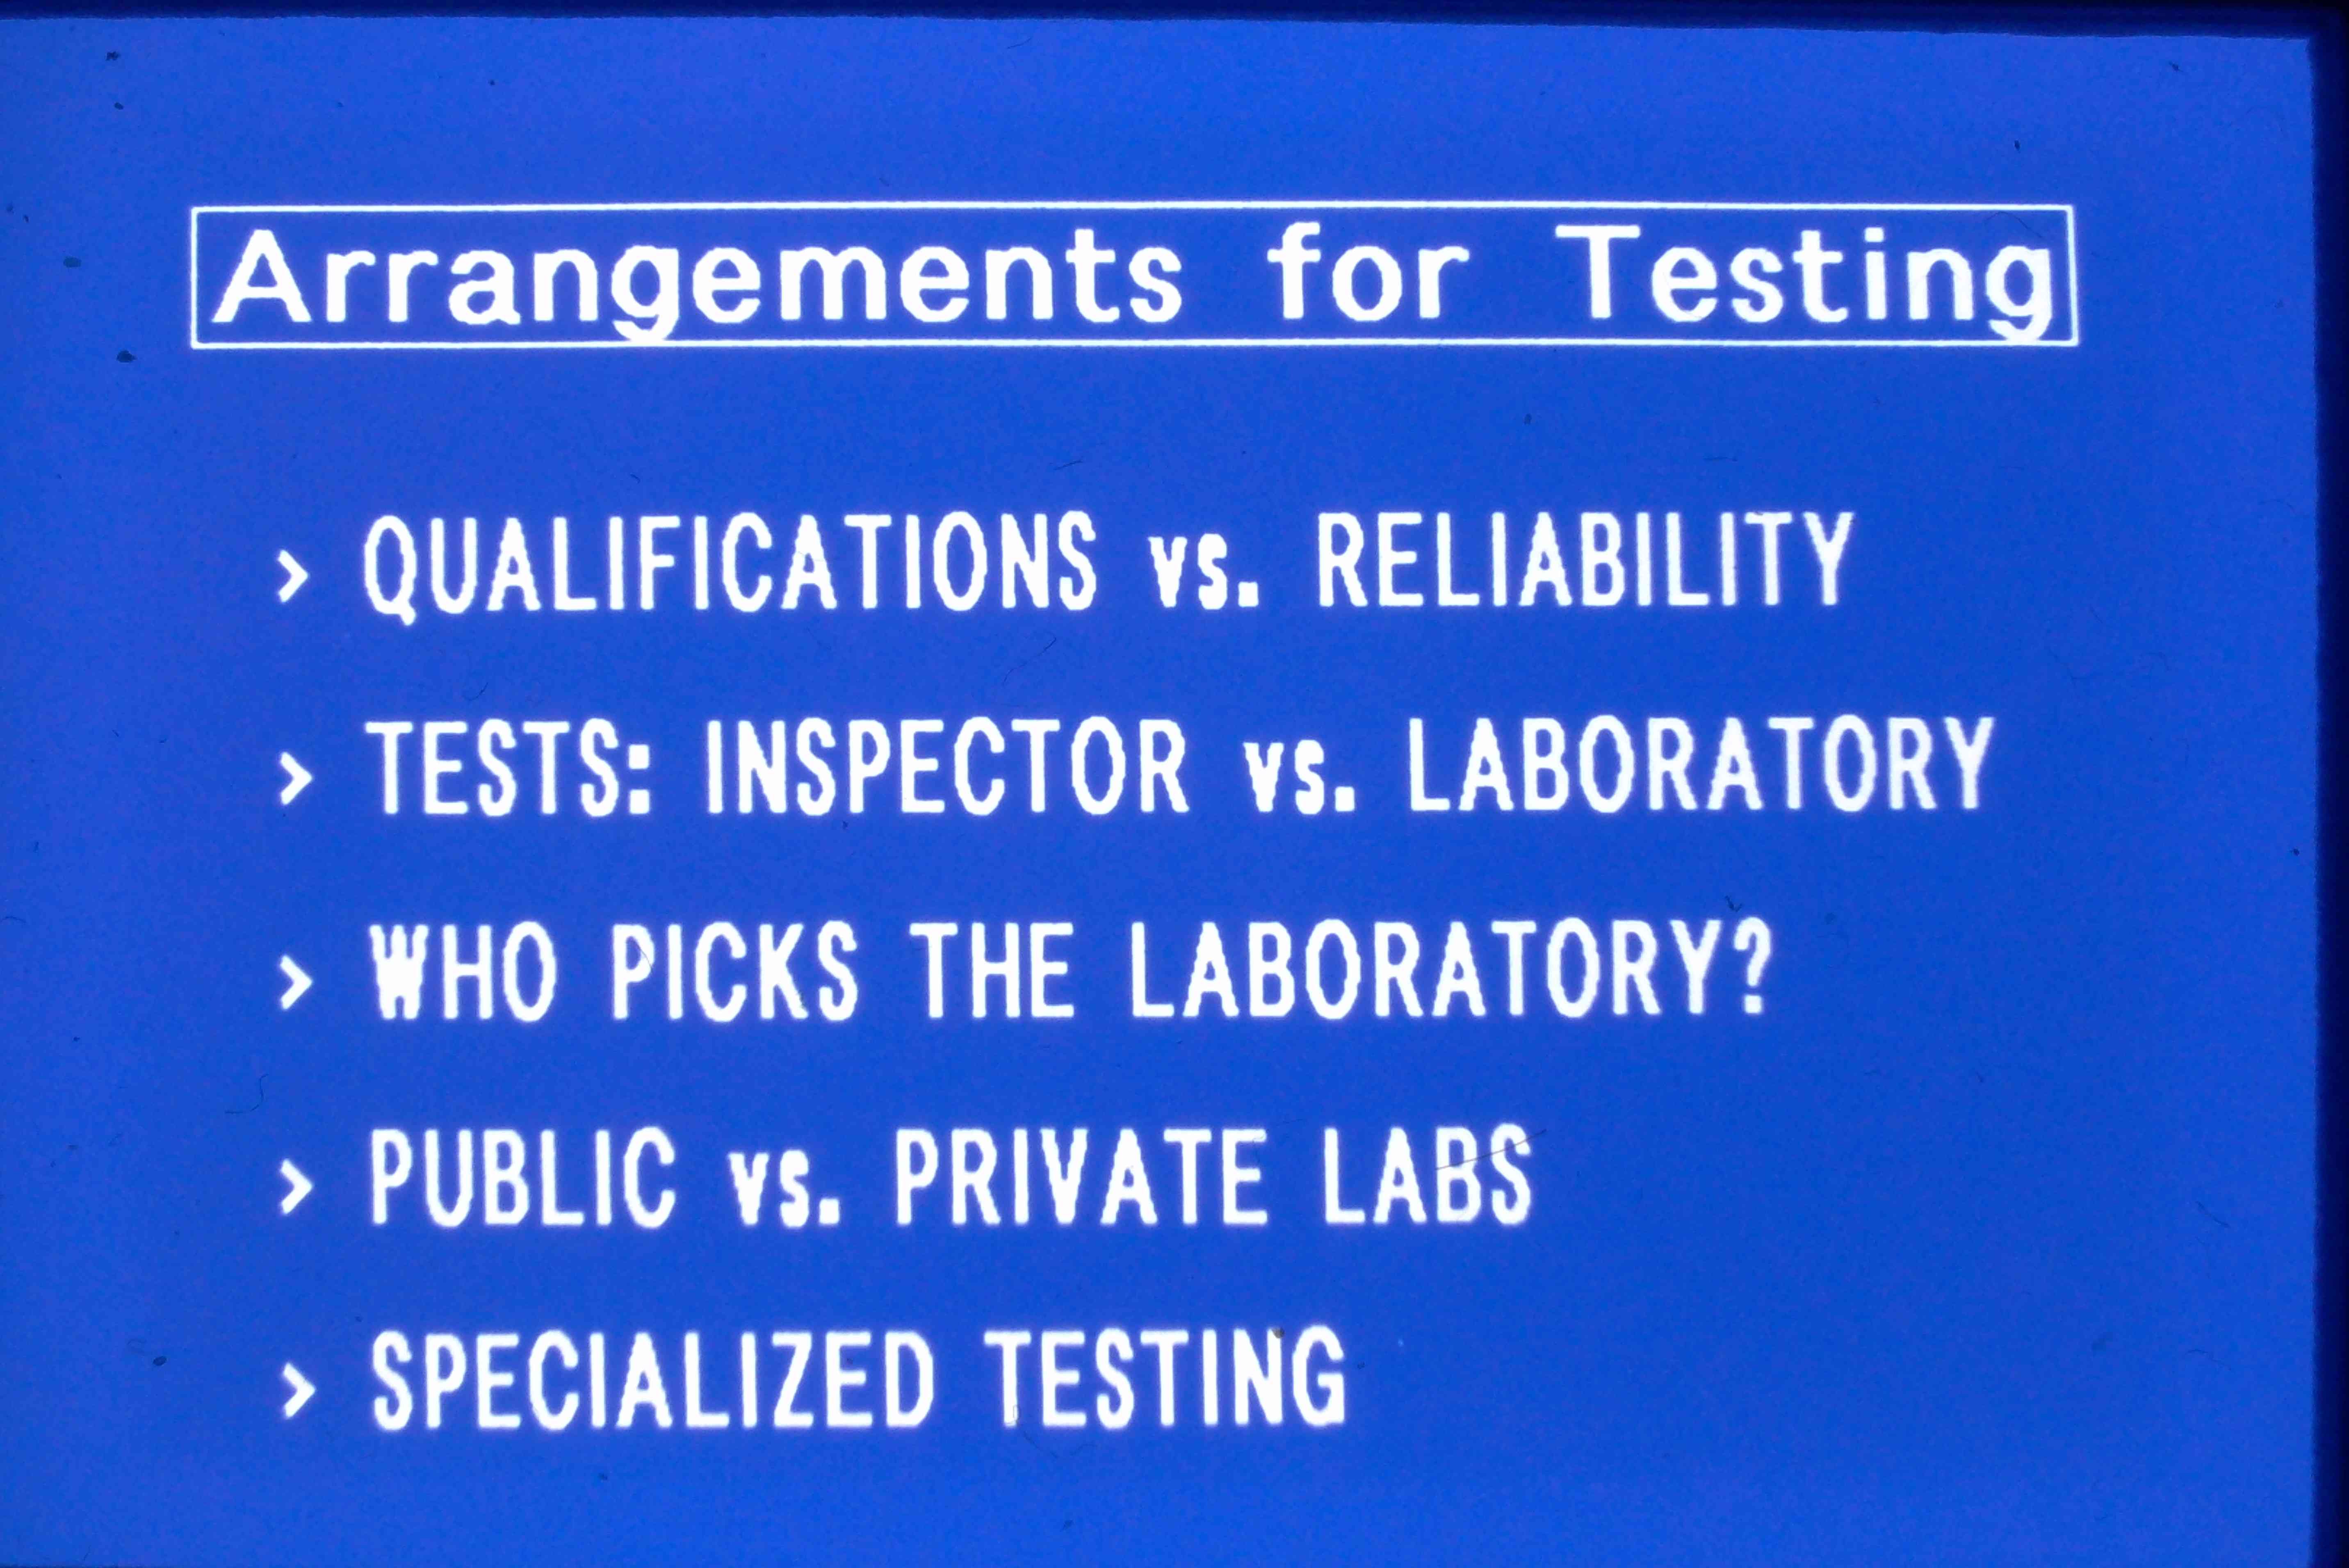 Arrangements for Testing
> QUALIFICATIONS vs. RELIABILITY
> TESTS: INSPECTOR vs. LABORATORY
> WHO PICKS THE LABORATORY?
> PUBLIC vs. PRIVATE LABS
> SPECIALIZED TESTING